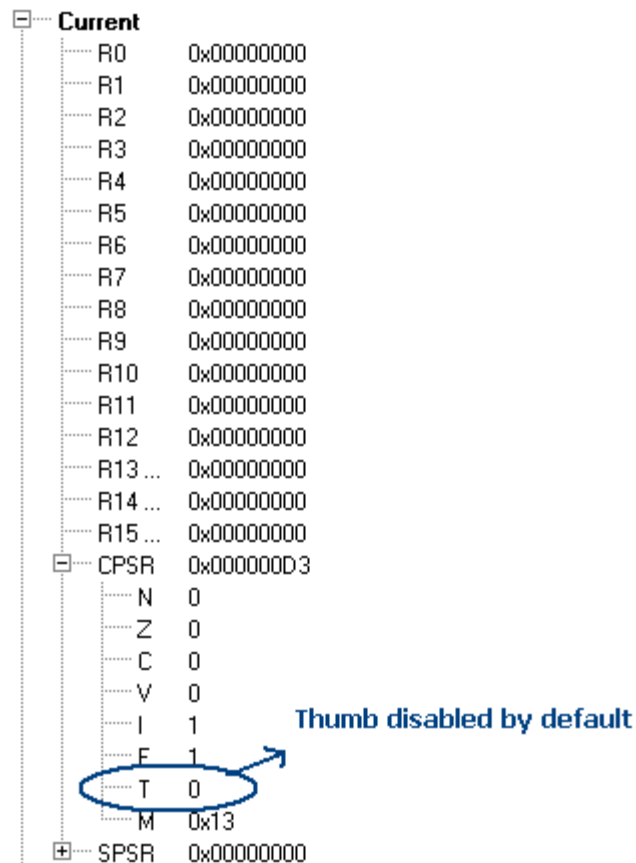 Current
R0 0x00000000
R1 0x00000000
R2 0x00000000
R3 0x00000000
R4 0x00000000
R5 0x00000000
R6 0x00000000
R7 0x00000000
R8 0x00000000
R9 0x00000000
R10 0x00000000
R11 0x00000000
R12 0x00000000
R13 ... 0x00000000
R14 ... 0x00000000
R15 ... 0x00000000
CPSR 0x000000D3
N 0
Z 0
C 0
V 0
I 1
Thumb disabled by default
F 1
T 0
M 0x13
SPSR 0x00000000